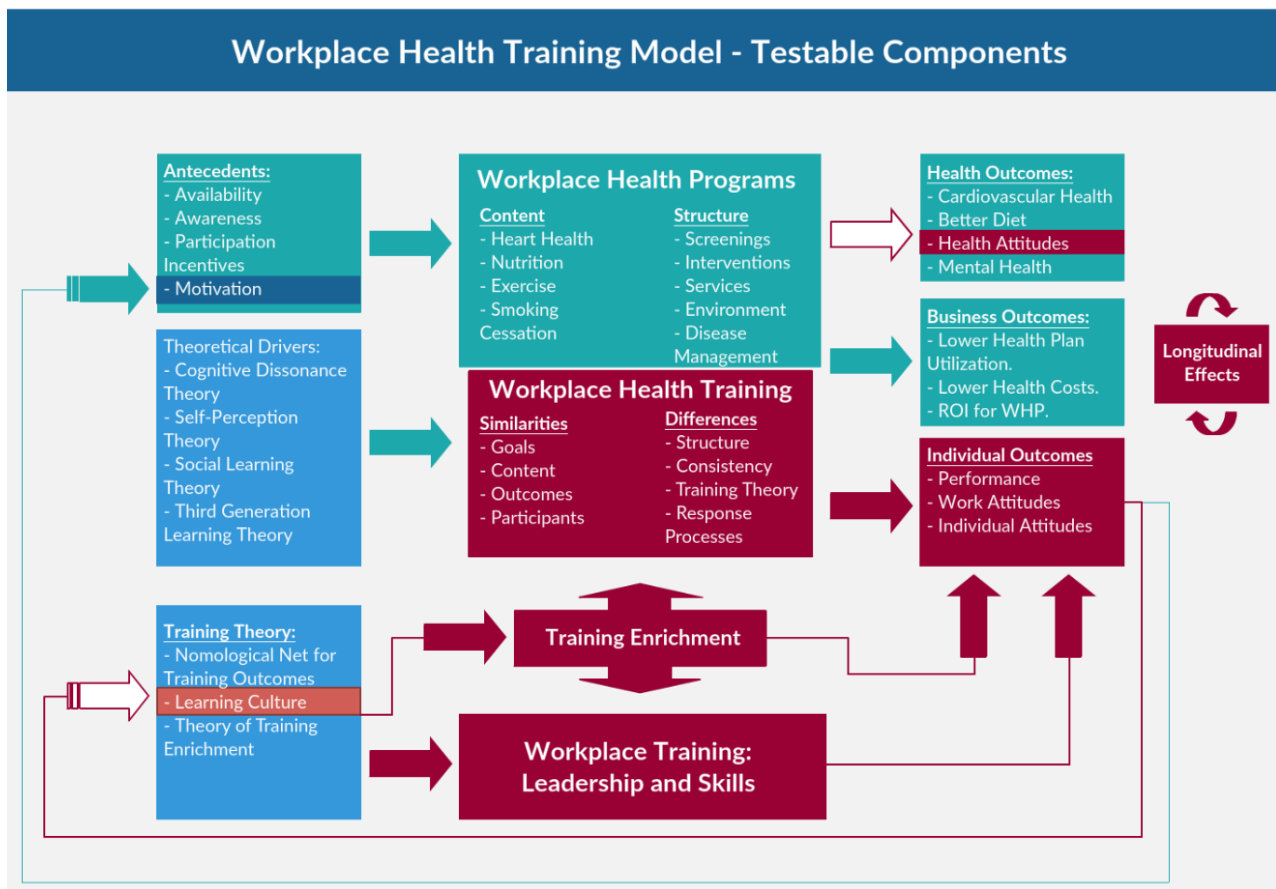 Workplace Health Training Model - Testable Components
Antecedents:
- Availability
- Awareness
- Participation
Incentives
- Motivation
Theoretical Drivers:
- Cognitive Dissonance
Theory
- Self-Perception
Theory
- Social Learning
Theory
- Third Generation
Learning Theory
Training Theory:
- Nomological Net for
Training Outcomes
- Learning Culture
- Theory of Training
Enrichment
Workplace Health Programs
Content
- Heart Health
- Nutrition
- Exercise
- Smoking
Cessation
Structure
- Screenings
- Interventions
- Services
- Environment
- Disease
Management
Workplace Health Training
Similarities
- Goals
- Content
- Outcomes
- Participants
Differences
- Structure
- Consistency
- Training Theory
- Response
Processes
Training Enrichment
Workplace Training:
Leadership and Skills
Health Outcomes:
- Cardiovascular Health
- Better Diet
- Health Attitudes
- Mental Health
Business Outcomes:
- Lower Health Plan
Utilization.
- Lower Health Costs.
- ROI for WHP.
Individual Outcomes
- Performance
- Work Attitudes
- Individual Attitudes
Longitudinal
Effects